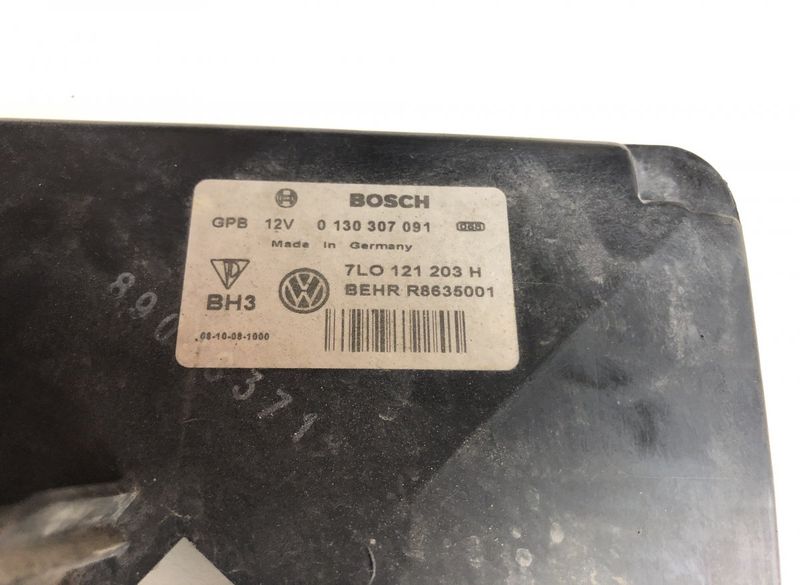 BOSCH
GPB 12V 0 130 307 091
Made in Germany
7L0 121 203 H
BH3
BEHR R8635001
08-10-08-1000